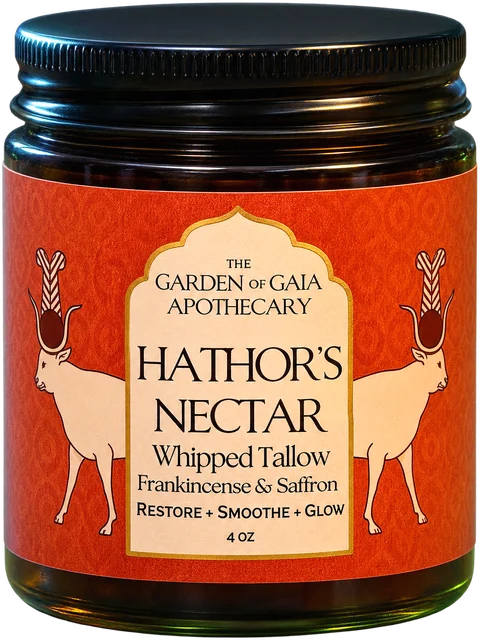 THE
GARDEN OF GAIA
APOTHECARY
HATHOR'S
NECTAR
Whipped Tallow
Frankincense & Saffron
RESTORE + SMOOTHE + GLOW
4 OZ